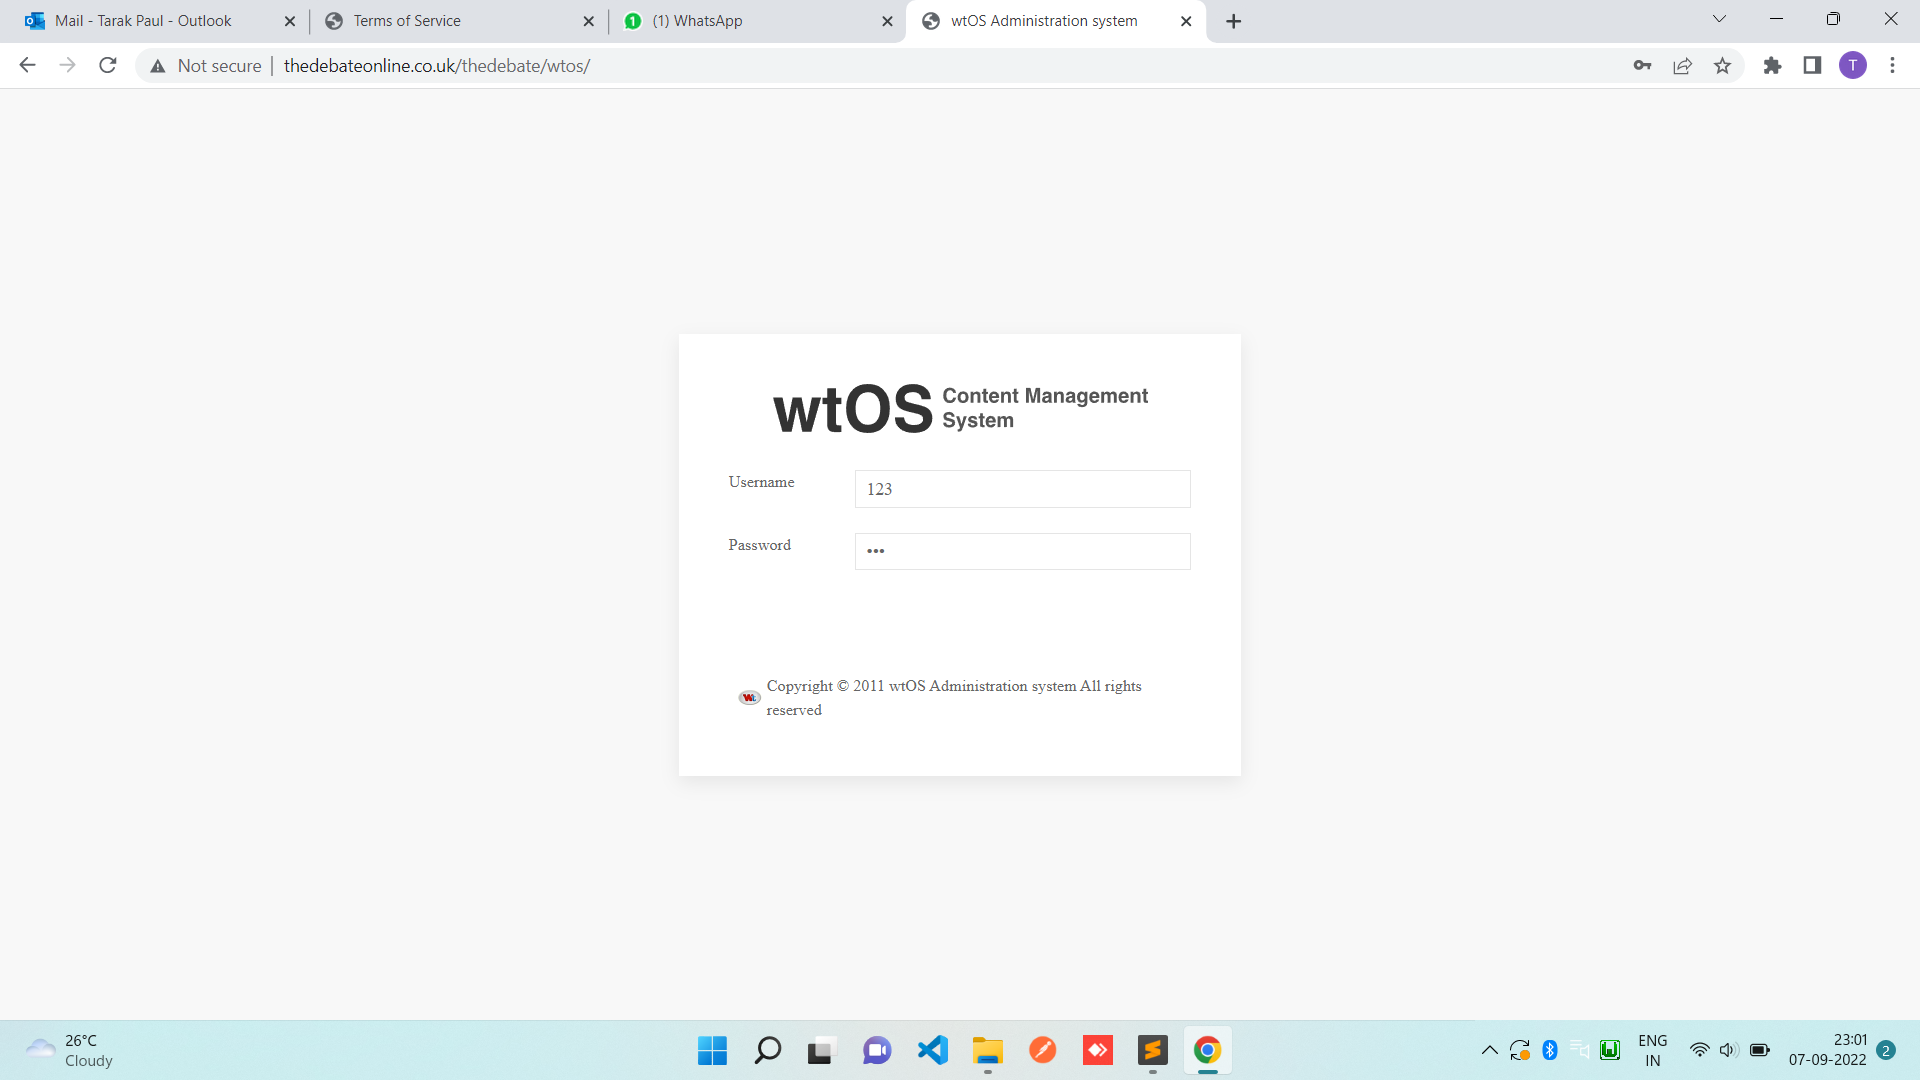 Mail - Tarak Paul - Outlook
Terms of Service
(1) WhatsApp
wtOS Administration system
Not secure
thedebateonline.co.uk/thedebate/wtos/
T
wtOS
Content Management
System
Username
123
Password
•••
Wt
Copyright © 2011 wtOS Administration system All rights
reserved
26°C
Cloudy
ENG
IN
23:01
07-09-2022
2